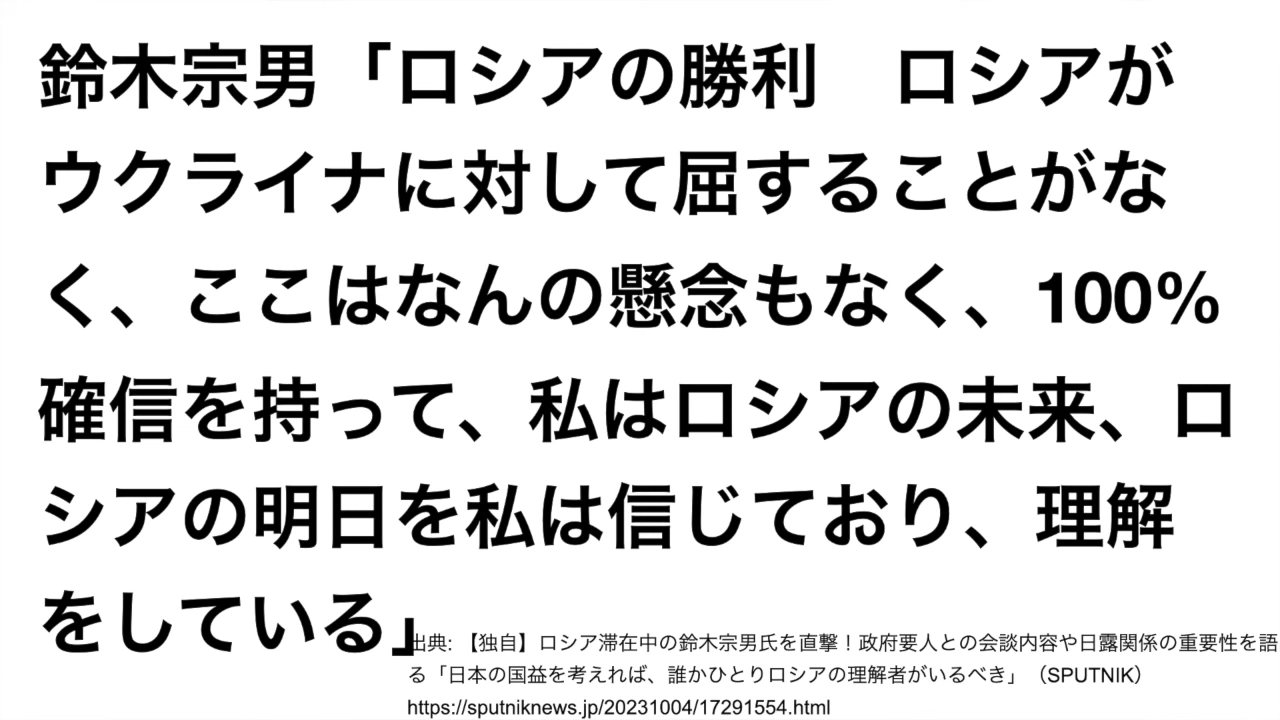 鈴木宗男「ロシアの勝利　ロシアが
ウクライナに対して屈することがな
く、ここはなんの懸念もなく、100%
確信を持って、私はロシアの未来、ロ
シアの明日を私は信じており、理解
をしている」
出典: 【独自】ロシア滞在中の鈴木宗男氏を直撃！政府要人との会談内容や日露関係の重要性を語
る「日本の国益を考えれば、誰かひとりロシアの理解者がいるべき」（SPUTNIK）
https://sputniknews.jp/20231004/17291554.html